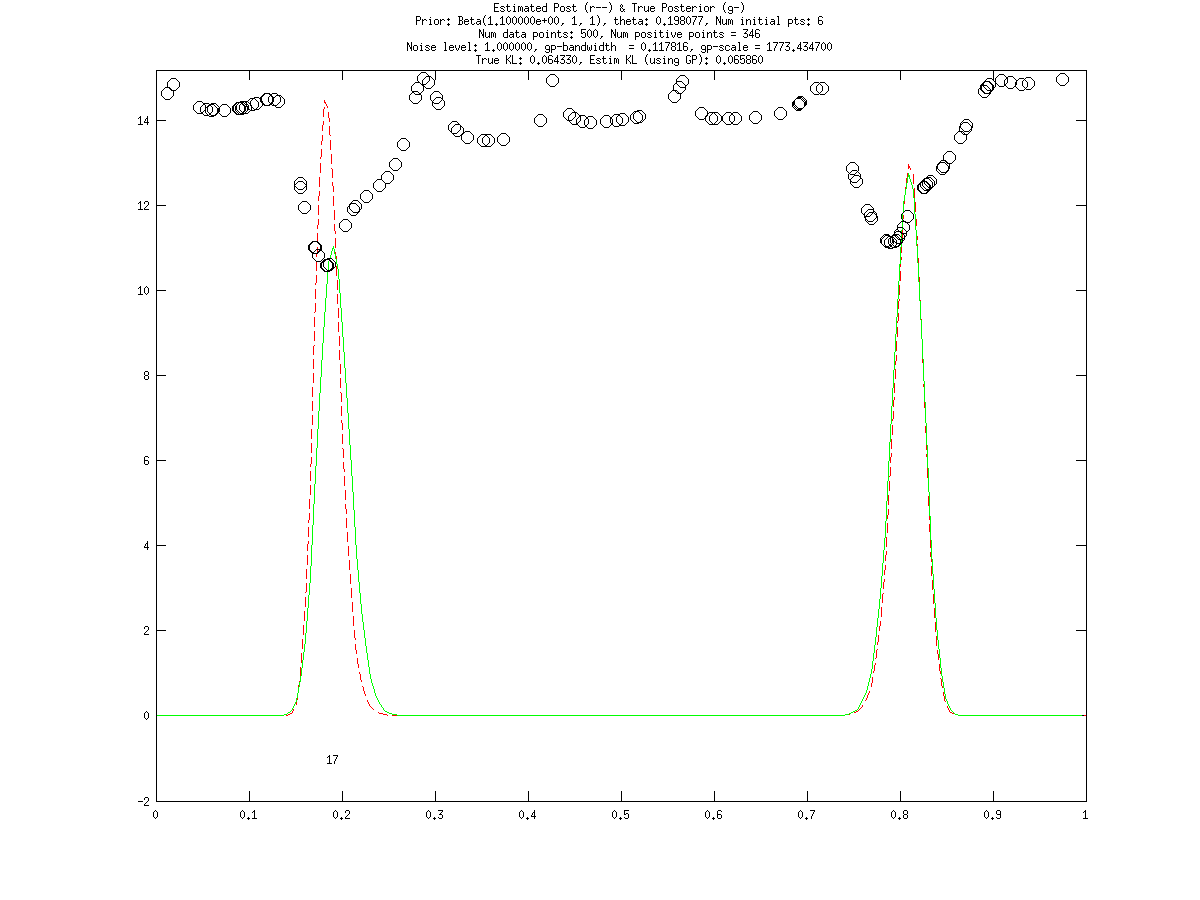 Estimated Post (r--) & True Posterior (g-)
Prior: Beta(1.100000e+00, 1, 1), theta: 0.198077, Num initial pts: 6
Num data points: 500, Num positive points = 346
Noise level: 1.000000, gp-bandwidth  = 0.117816, gp-scale = 1773.434700
True KL: 0.064330, Estim KL (using GP): 0.065860
14
12
10
8
6
4
2
0
17
-2
0 0.1 0.2 0.3 0.4 0.5 0.6 0.7 0.8 0.9 1